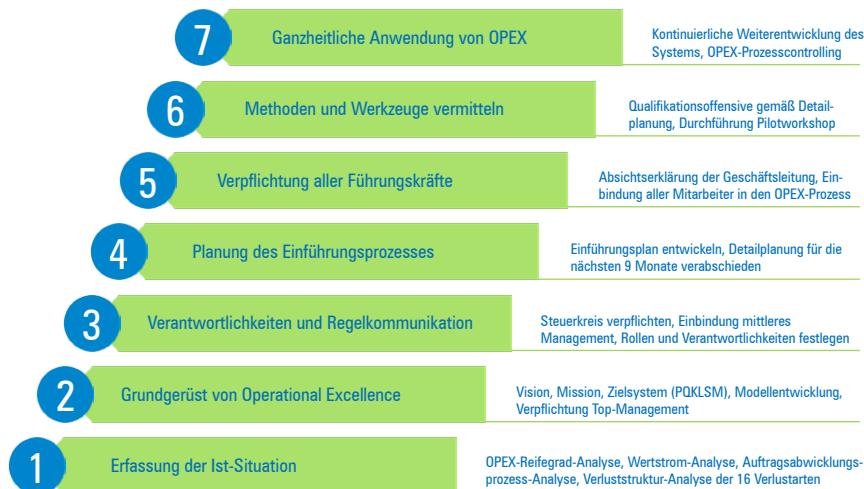 7
Ganzheitliche Anwendung von OPEX
Kontinuierliche Weiterentwicklung des
Systems, OPEX-Prozesscontrolling
6
Methoden und Werkzeuge vermitteln
Qualifikationsoffensive gemäß Detail-
planung, Durchführung Pilotworkshop
5
Verpflichtung aller Führungskräfte
Absichtserklärung der Geschäftsleitung, Ein-
bindung aller Mitarbeiter in den OPEX-Prozess
4
Planung des Einführungsprozesses
Einführungsplan entwickeln, Detailplanung für die
nächsten 9 Monate verabschieden
3
Verantwortlichkeiten und Regelkommunikation
Steuerkreis verpflichten, Einbindung mittleres
Management, Rollen und Verantwortlichkeiten festlegen
2
Grundgerüst von Operational Excellence
Vision, Mission, Zielsystem (PQKLSM), Modellentwicklung,
Verpflichtung Top-Management
1
Erfassung der Ist-Situation
OPEX-Reifegrad-Analyse, Wertstrom-Analyse, Auftragsabwicklungs-
prozess-Analyse, Verluststruktur-Analyse der 16 Verlustarten